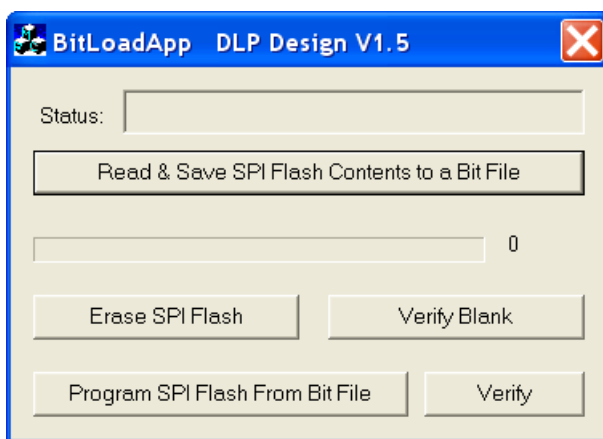 BitLoadApp   DLP Design V1.5
Status:
Read & Save SPI Flash Contents to a Bit File
0
Erase SPI Flash
Verify Blank
Program SPI Flash From Bit File
Verify